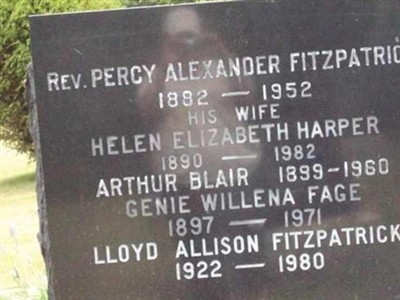 REV. PERCY ALEXANDER FITZPATRIC
1882 — 1952
HIS WIFE
HELEN ELIZABETH HARPER
1890 — 1982
ARTHUR BLAIR 1899-1960
GENIE WILLENA FAGE
1897 — 1971
LLOYD ALLISON FITZPATRICK
1922 — 1980